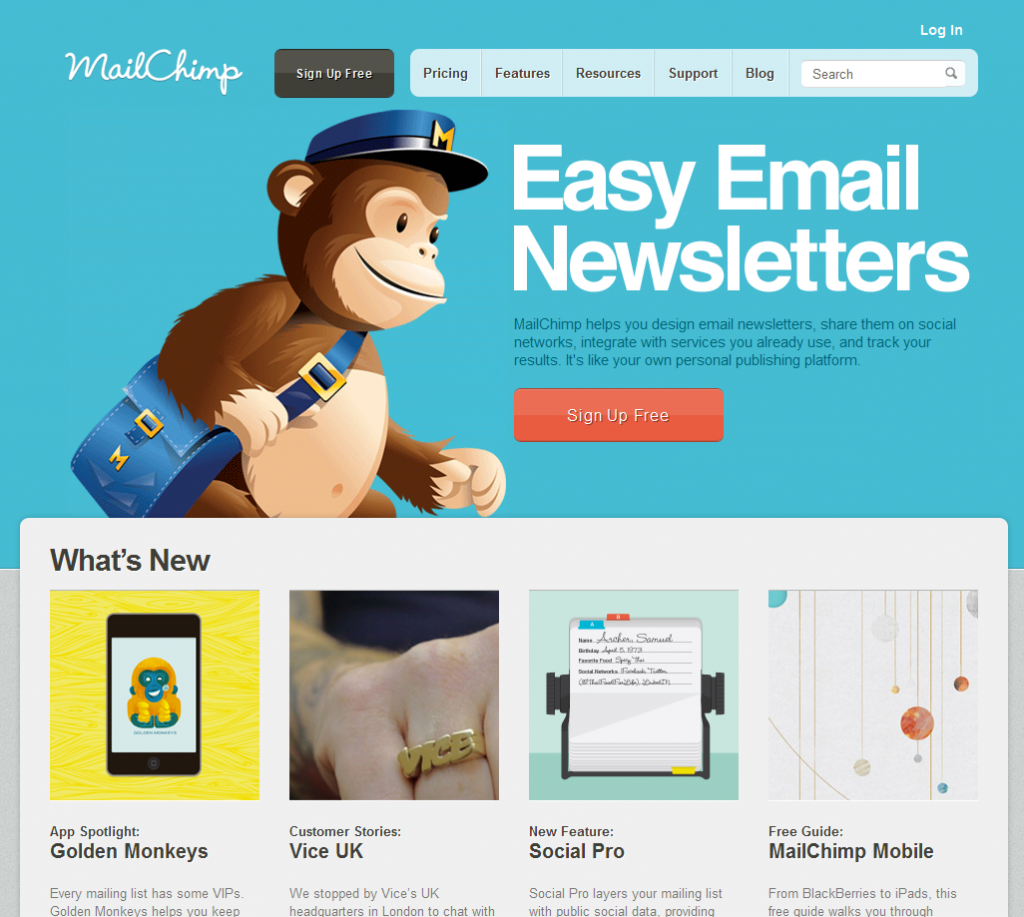 Log In
MailChimp
Sign Up Free
Pricing
Features
Resources
Support
Blog
Search
M
Easy Email
Newsletters
MailChimp helps you design email newsletters, share them on social
networks, integrate with services you already use, and track your
results. It's like your own personal publishing platform.
Sign Up Free
M
What's New
GOLDEN MONKEYS
VICE
A
B
Name Archer, Samuel
Birthday April 5, 1973
Favorite Food Spicy Thai
Social Networks Facebook, Twitter
App Spotlight:
Golden Monkeys
Every mailing list has some VIPs.
Golden Monkeys helps you keep
Customer Stories:
Vice UK
We stopped by Vice's UK
headquarters in London to chat with
New Feature:
Social Pro
Social Pro layers your mailing list
with public social data, providing
Free Guide:
MailChimp Mobile
From BlackBerries to iPads, this
free guide walks you through